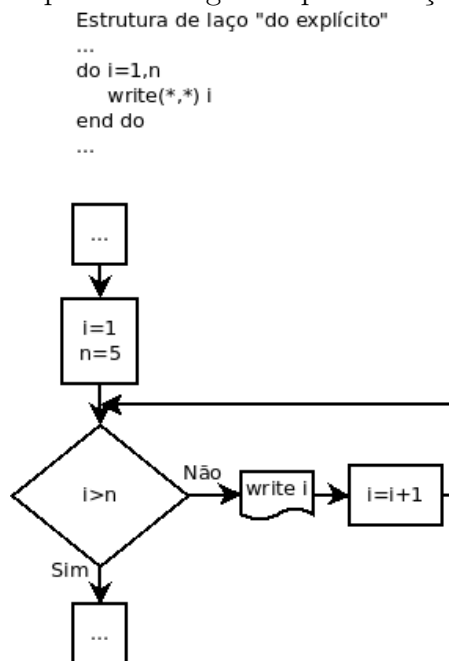 Estrutura de laço "do explícito"
...
do i=1,n
write(*,*) i
end do
...
...
i=1
n=5
i>n
Não
write i
i=i+1
Sim
...